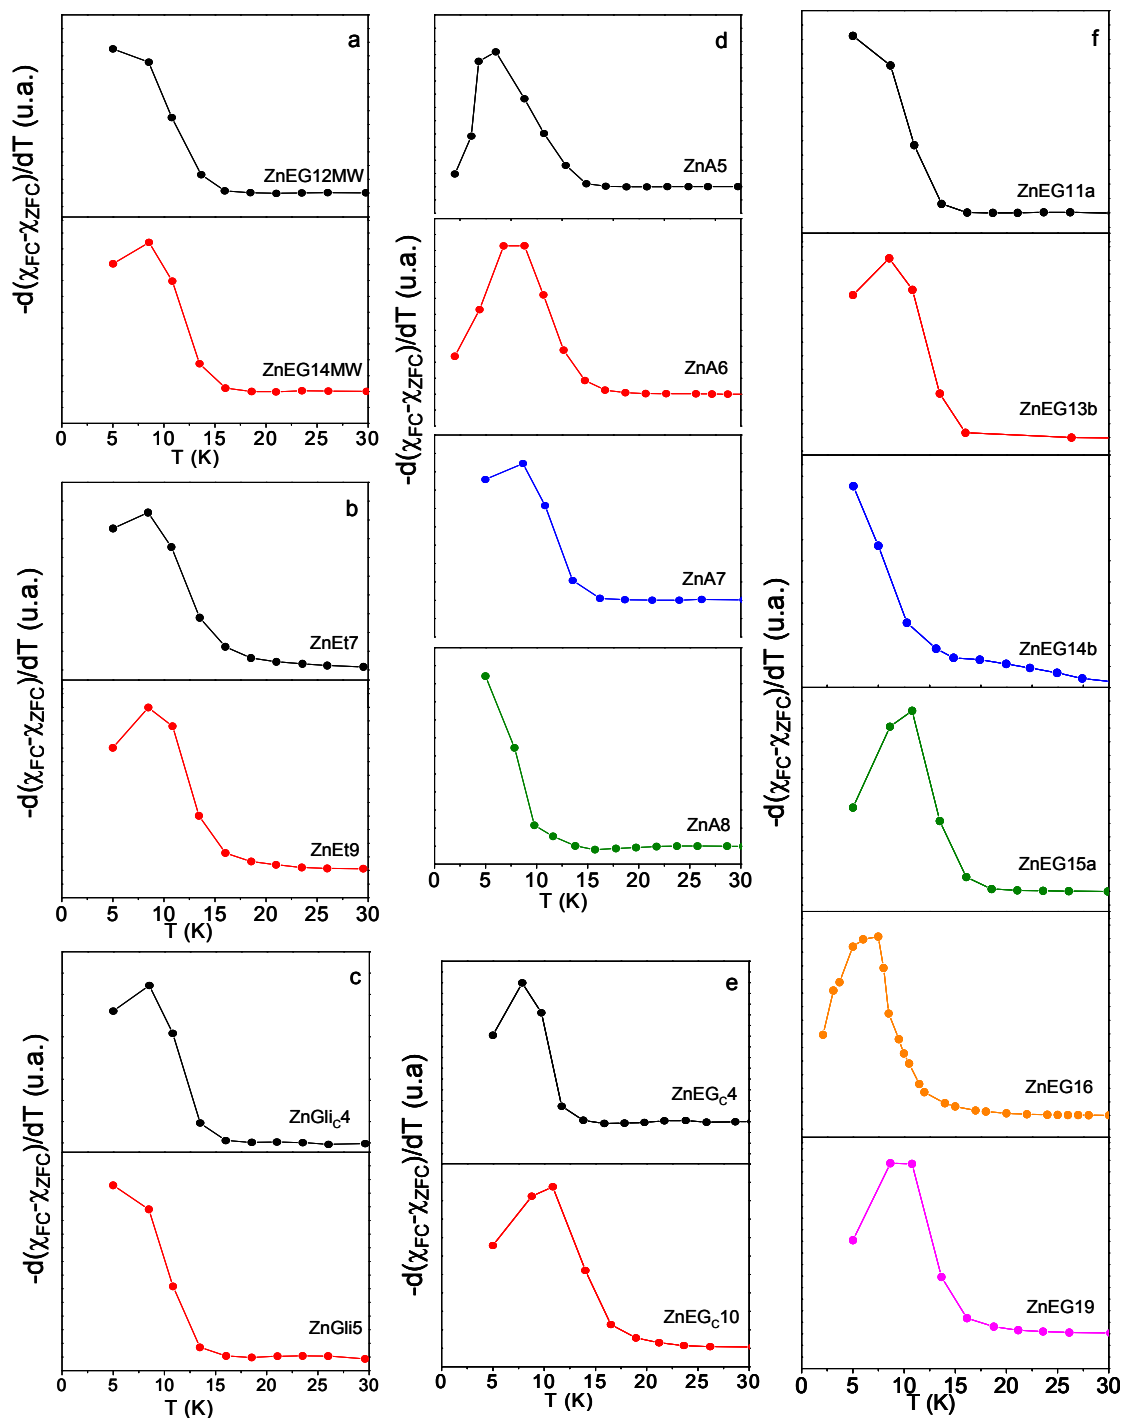 a
-d(χFC-χZFC)/dT (u.a.)
ZnEG12MW
ZnEG14MW
0 5 10 15 20 25 30
T (K)
b
-d(χFC-χZFC)/dT (u.a.)
ZnEt7
ZnEt9
0 5 10 15 20 25 30
T (K)
c
-d(χFC-χZFC)/dT (u.a.)
ZnGliC4
ZnGli5
0 5 10 15 20 25 30
T (K)
d
-d(χFC-χZFC)/dT (u.a.)
ZnA5
ZnA6
ZnA7
ZnA8
0 5 10 15 20 25 30
T (K)
e
-d(χFC-χZFC)/dT (u.a)
ZnEGC4
ZnEGC10
0 5 10 15 20 25 30
T (K)
f
-d(χFC-χZFC)/dT (u.a.)
ZnEG11a
ZnEG13b
ZnEG14b
ZnEG15a
ZnEG16
ZnEG19
0 5 10 15 20 25 30
T (K)